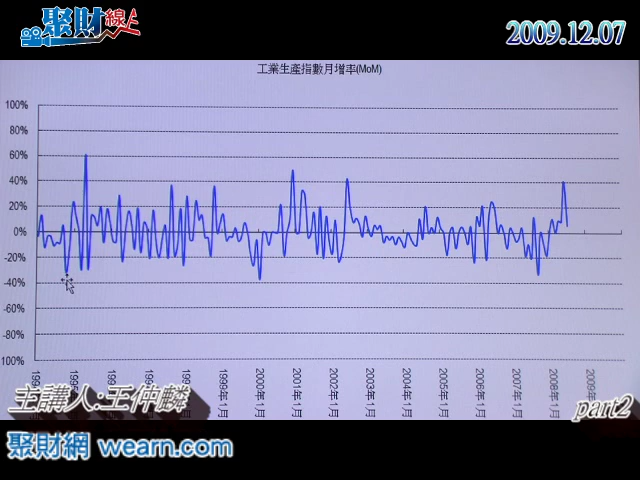 聚財線上
2009.12.07
工業生產指數月增率(MoM)
100%
80%
60%
40%
20%
0%
-20%
-40%
-60%
-80%
100%
1999年1月
2000年1月
2001年1月
2002年1月
2003年1月
2004年1月
2005年1月
2006年1月
2007年1月
2008年1月
2009年
主講人:王仲麟
part2
聚財網 wearn.com